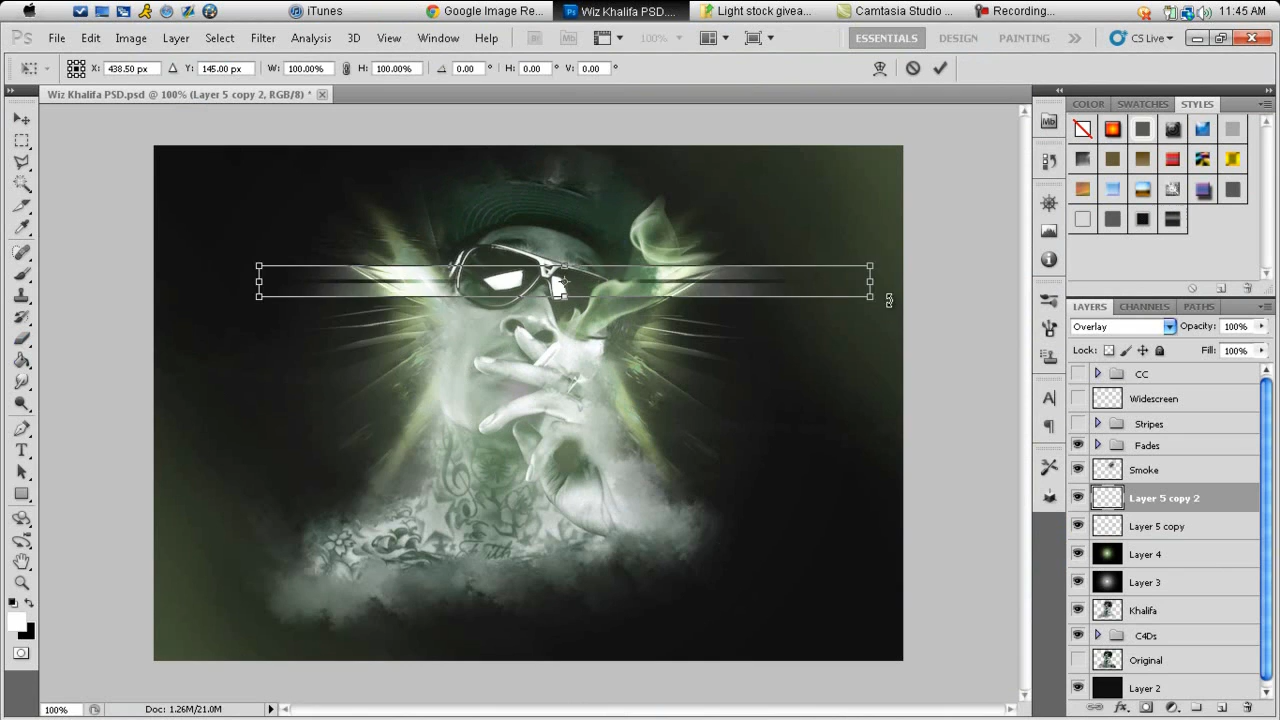 iTunes
Google Image Re...
Ps Wiz Khalifa PSD....
Light stock givea...
Camtasia Studio ...
Recording...
11:45 AM
Ps File Edit Image Layer Select Filter Analysis 3D View Window Help Br Mb 100% ESSENTIALS DESIGN PAINTING CS Live
X: 438.50 px Y: 145.00 px W: 100.00% H: 100.00% 0.00 ° H: 0.00 ° V: 0.00 °
Wiz Khalifa PSD.psd @ 100% (Layer 5 copy 2, RGB/8) *
COLOR SWATCHES STYLES
Mb
LAYERS CHANNELS PATHS
Overlay Opacity: 100%
Lock: Fill: 100%
CC
Widescreen
Stripes
Fades
Smoke
Layer 5 copy 2
Layer 5 copy
Layer 4
Layer 3
Khalifa
C4Ds
Original
Layer 2
100% Doc: 1.26M/21.0M